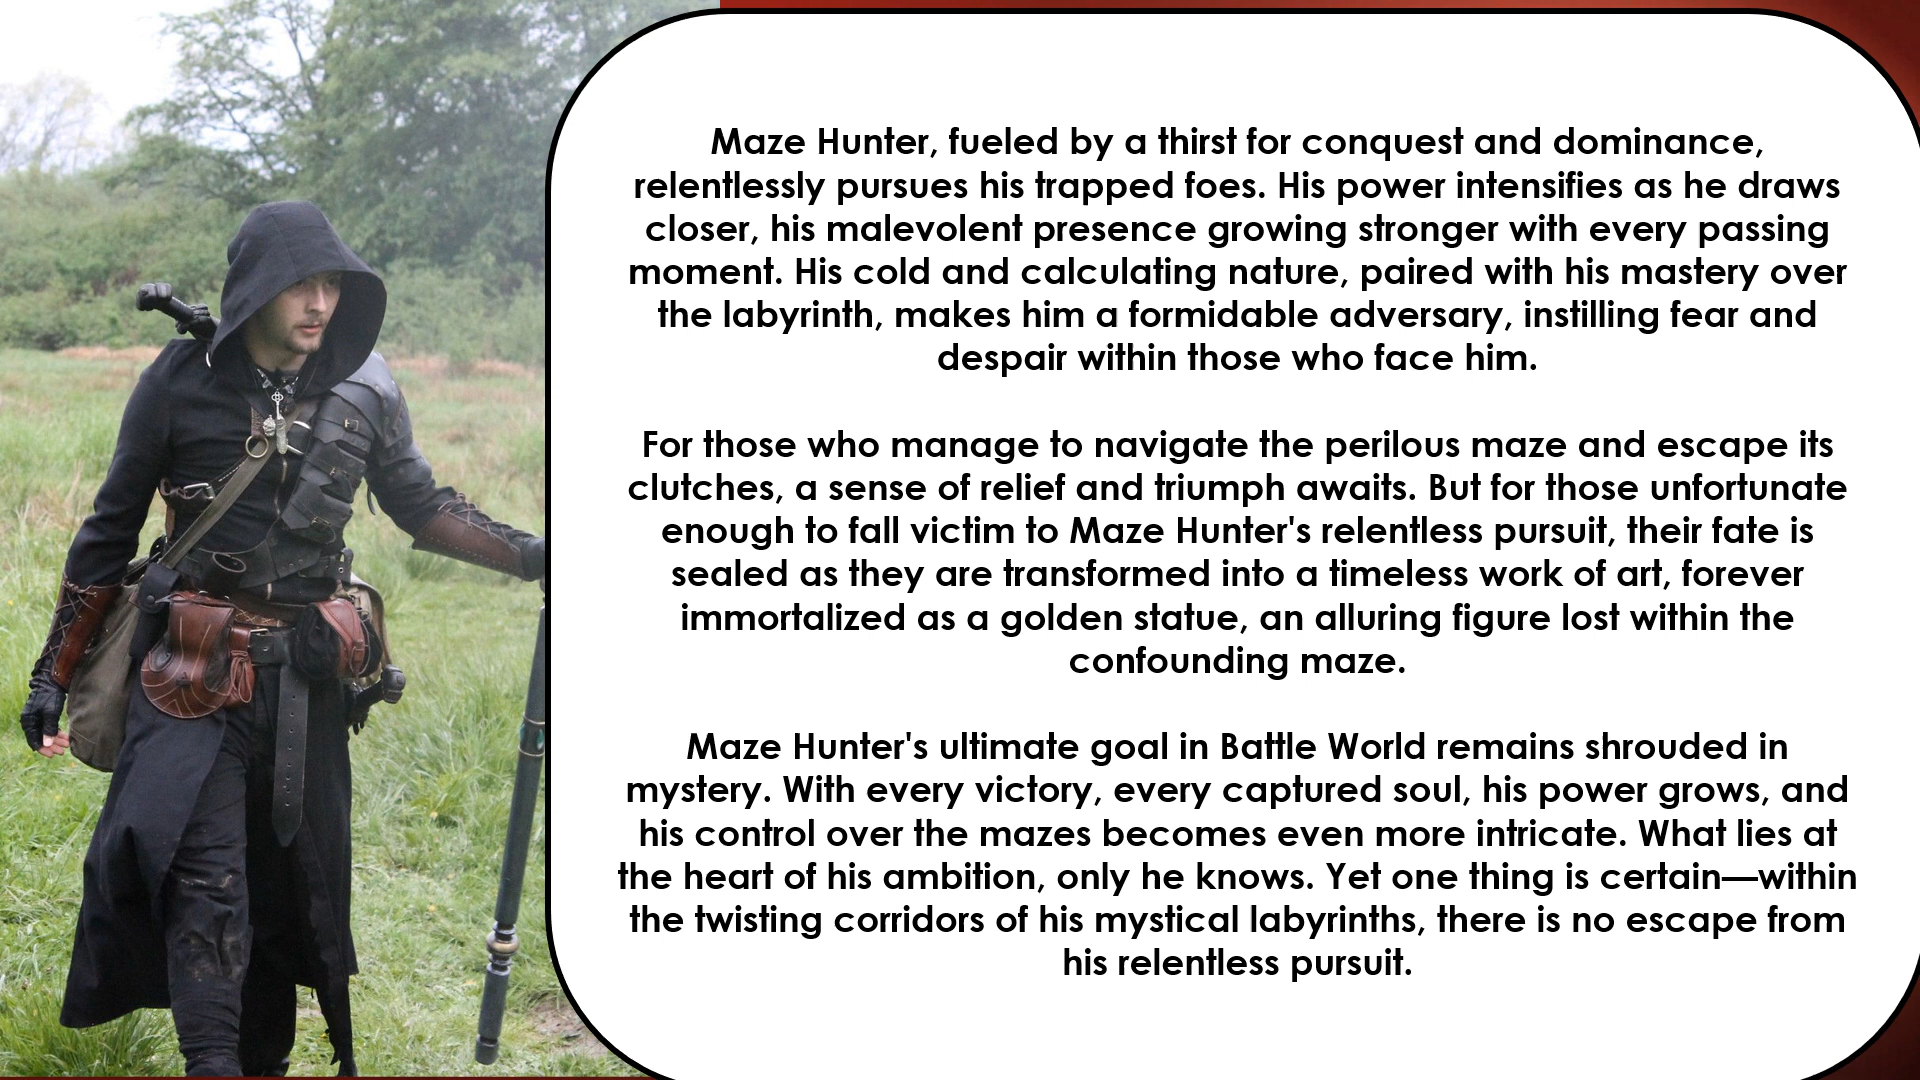 Maze Hunter, fueled by a thirst for conquest and dominance,
relentlessly pursues his trapped foes. His power intensifies as he draws
closer, his malevolent presence growing stronger with every passing
moment. His cold and calculating nature, paired with his mastery over
the labyrinth, makes him a formidable adversary, instilling fear and
despair within those who face him.
For those who manage to navigate the perilous maze and escape its
clutches, a sense of relief and triumph awaits. But for those unfortunate
enough to fall victim to Maze Hunter's relentless pursuit, their fate is
sealed as they are transformed into a timeless work of art, forever
immortalized as a golden statue, an alluring figure lost within the
confounding maze.
Maze Hunter's ultimate goal in Battle World remains shrouded in
mystery. With every victory, every captured soul, his power grows, and
his control over the mazes becomes even more intricate. What lies at
the heart of his ambition, only he knows. Yet one thing is certain—within
the twisting corridors of his mystical labyrinths, there is no escape from
his relentless pursuit.